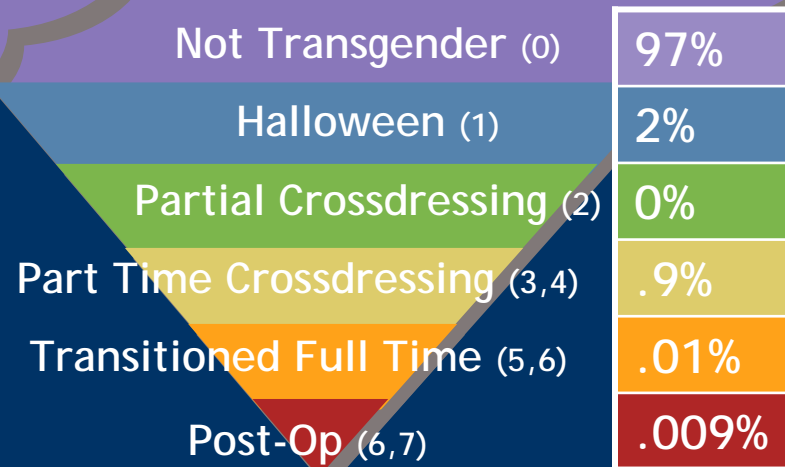 Not Transgender (0) 97%
Halloween (1) 2%
Partial Crossdressing (2) 0%
Part Time Crossdressing (3,4) .9%
Transitioned Full Time (5,6) .01%
Post-Op (6,7) .009%